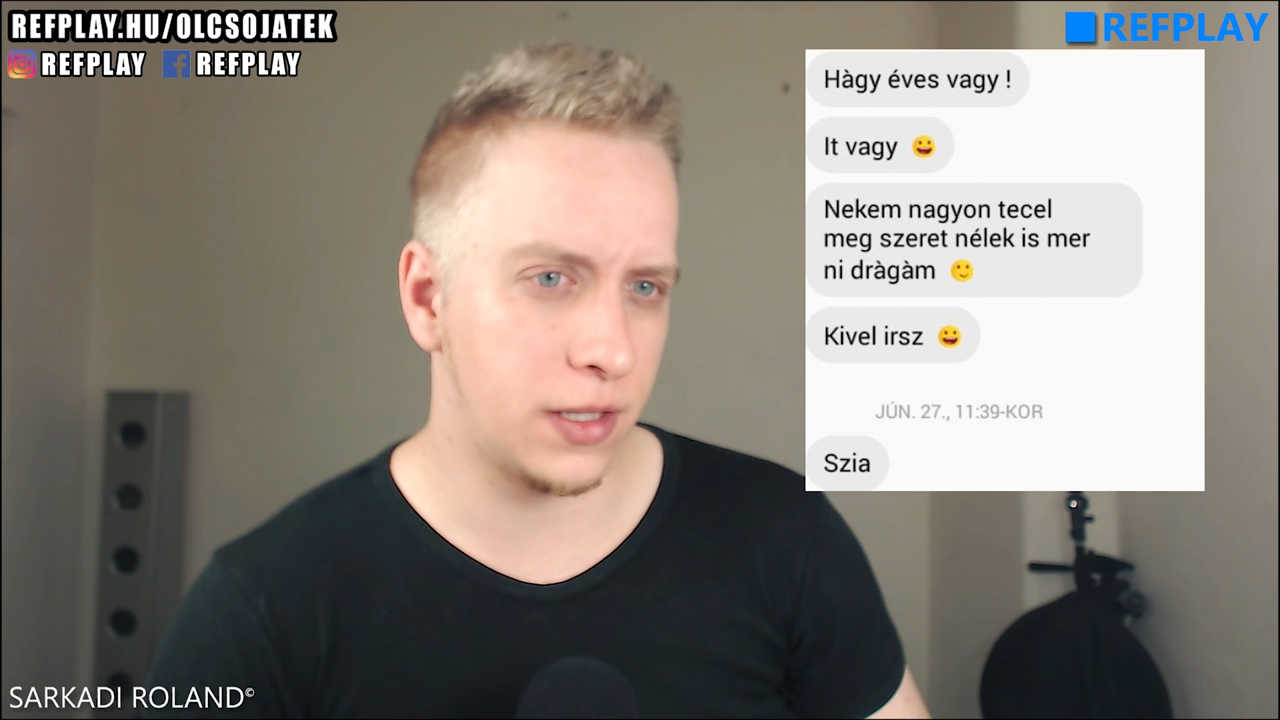 REFPLAY.HU/OLCSOJATEK
REFPLAY REFPLAY
REFPLAY
Hàgy éves vagy !
It vagy 😀
Nekem nagyon tecel
meg szeret nélek is mer
ni dràgàm 🙂
Kivel irsz 😀
JÚN. 27., 11:39-KOR
Szia
SARKADI ROLAND©